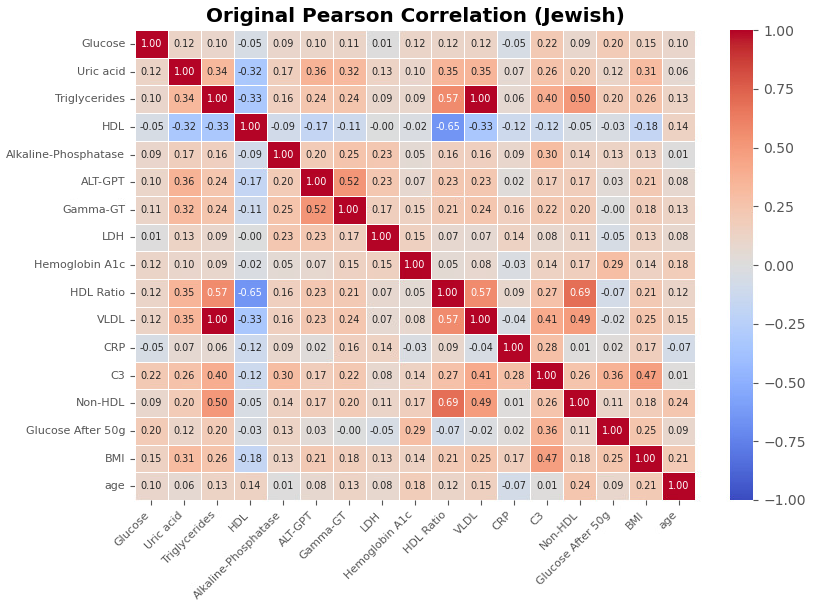 Original Pearson Correlation (Jewish)
Glucose 1.00 0.12 0.10 -0.05 0.09 0.10 0.11 0.01 0.12 0.12 0.12 -0.05 0.22 0.09 0.20 0.15 0.10
Uric acid 0.12 1.00 0.34 -0.32 0.17 0.36 0.32 0.13 0.10 0.35 0.35 0.07 0.26 0.20 0.12 0.31 0.06
Triglycerides 0.10 0.34 1.00 -0.33 0.16 0.24 0.24 0.09 0.09 0.57 1.00 0.06 0.40 0.50 0.20 0.26 0.13
HDL -0.05 -0.32 -0.33 1.00 -0.09 -0.17 -0.11 -0.00 -0.02 -0.65 -0.33 -0.12 -0.12 -0.05 -0.03 -0.18 0.14
Alkaline-Phosphatase 0.09 0.17 0.16 -0.09 1.00 0.20 0.25 0.23 0.05 0.16 0.16 0.09 0.30 0.14 0.13 0.13 0.01
ALT-GPT 0.10 0.36 0.24 -0.17 0.20 1.00 0.52 0.23 0.07 0.23 0.23 0.02 0.17 0.17 0.03 0.21 0.08
Gamma-GT 0.11 0.32 0.24 -0.11 0.25 0.52 1.00 0.17 0.15 0.21 0.24 0.16 0.22 0.20 -0.00 0.18 0.13
LDH 0.01 0.13 0.09 -0.00 0.23 0.23 0.17 1.00 0.15 0.07 0.07 0.14 0.08 0.11 -0.05 0.13 0.08
Hemoglobin A1c 0.12 0.10 0.09 -0.02 0.05 0.07 0.15 0.15 1.00 0.05 0.08 -0.03 0.14 0.17 0.29 0.14 0.18
HDL Ratio 0.12 0.35 0.57 -0.65 0.16 0.23 0.21 0.07 0.05 1.00 0.57 0.09 0.27 0.69 -0.07 0.21 0.12
VLDL 0.12 0.35 1.00 -0.33 0.16 0.23 0.24 0.07 0.08 0.57 1.00 -0.04 0.41 0.49 -0.02 0.25 0.15
CRP -0.05 0.07 0.06 -0.12 0.09 0.02 0.16 0.14 -0.03 0.09 -0.04 1.00 0.28 0.01 0.02 0.17 -0.07
C3 0.22 0.26 0.40 -0.12 0.30 0.17 0.22 0.08 0.14 0.27 0.41 0.28 1.00 0.26 0.36 0.47 0.01
Non-HDL 0.09 0.20 0.50 -0.05 0.14 0.17 0.20 0.11 0.17 0.69 0.49 0.01 0.26 1.00 0.11 0.18 0.24
Glucose After 50g 0.20 0.12 0.20 -0.03 0.13 0.03 -0.00 -0.05 0.29 -0.07 -0.02 0.02 0.36 0.11 1.00 0.25 0.09
BMI 0.15 0.31 0.26 -0.18 0.13 0.21 0.18 0.13 0.14 0.21 0.25 0.17 0.47 0.18 0.25 1.00 0.21
age 0.10 0.06 0.13 0.14 0.01 0.08 0.13 0.08 0.18 0.12 0.15 -0.07 0.01 0.24 0.09 0.21 1.00
Glucose
Uric acid
Triglycerides
HDL
Alkaline-Phosphatase
ALT-GPT
Gamma-GT
LDH
Hemoglobin A1c
HDL Ratio
VLDL
CRP
C3
Non-HDL
Glucose After 50g
BMI
age
1.00
0.75
0.50
0.25
0.00
−0.25
−0.50
−0.75
−1.00